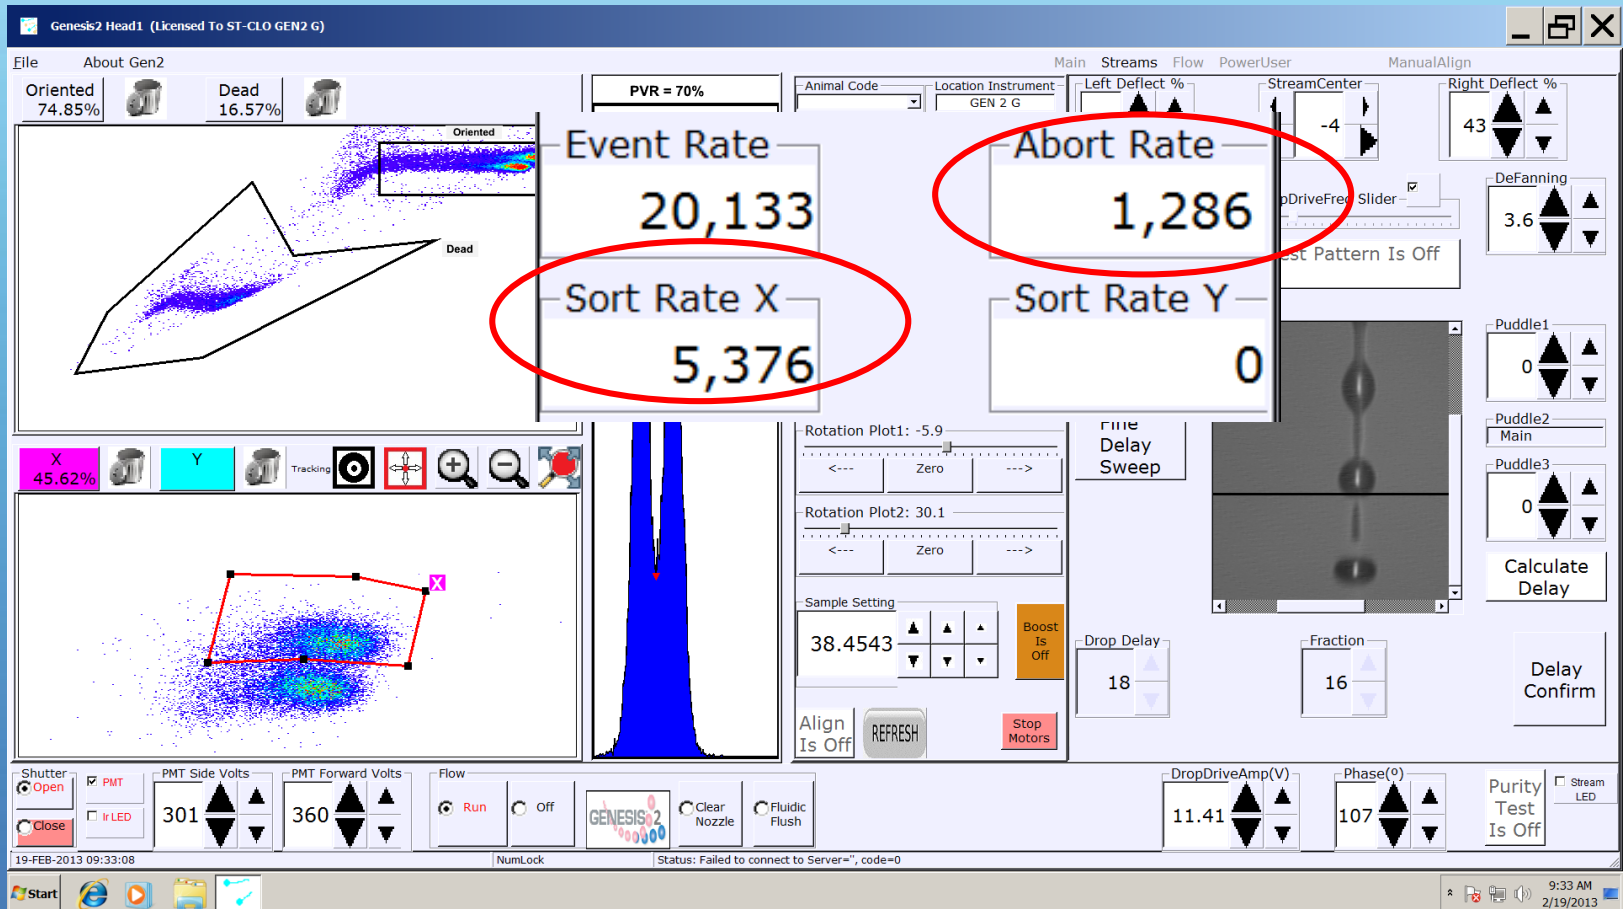 Genesis2 Head1 (Licensed To ST-CLO GEN2 G)
File About Gen2
Main Streams Flow PowerUser ManualAlign
Oriented
74.85%
Dead
16.57%
PVR = 70%
Animal Code
Location Instrument
GEN 2 G
Left Deflect %
StreamCenter
-4
Right Deflect %
43
Oriented
Dead
Event Rate
20,133
Abort Rate
1,286
Sort Rate X
5,376
Sort Rate Y
0
pDriveFreq Slider
DeFanning
3.6
st Pattern Is Off
Puddle1
0
Puddle2
Main
Puddle3
0
X
45.62%
Y
Tracking
X
Rotation Plot1: -5.9
<--- Zero --->
Rotation Plot2: 30.1
<--- Zero --->
Fine
Delay
Sweep
Calculate
Delay
Sample Setting
38.4543
Boost
Is
Off
Drop Delay
18
Fraction
16
Delay
Confirm
Align
Is Off
REFRESH
Stop
Motors
Shutter
Open
Close
PMT
Ir LED
PMT Side Volts
301
PMT Forward Volts
360
Flow
Run
Off
GENESIS 2
Clear
Nozzle
Fluidic
Flush
DropDriveAmp(V)
11.41
Phase(º)
107
Purity
Test
Is Off
Stream
LED
19-FEB-2013 09:33:08 NumLock Status: Failed to connect to Server='', code=0
Start
9:33 AM
2/19/2013